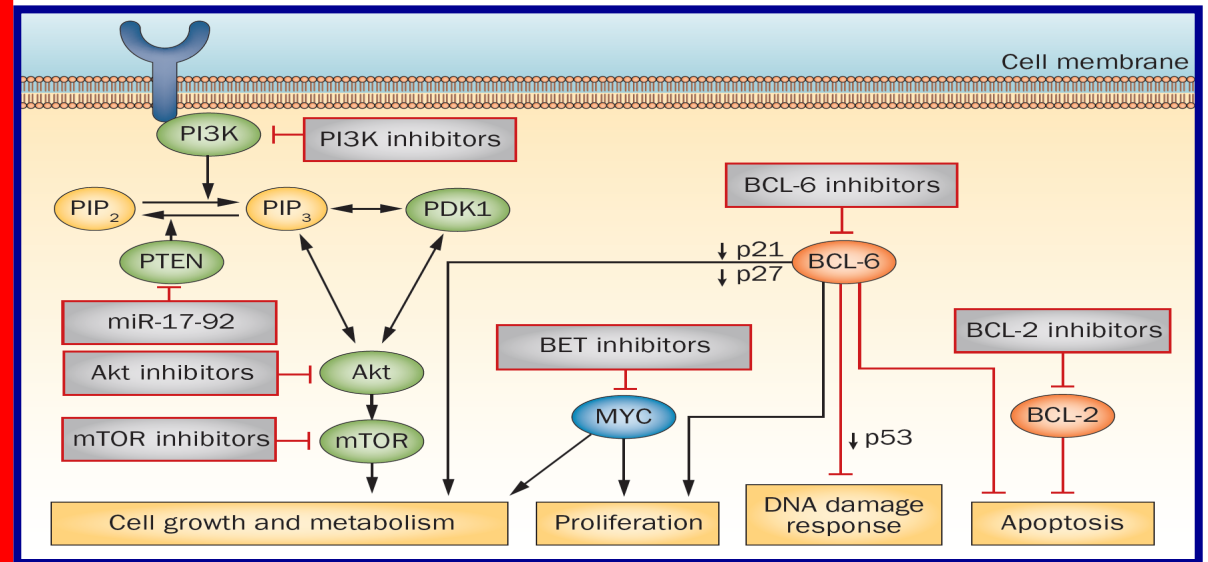 Cell membrane
PI3K
PI3K inhibitors
BCL-6 inhibitors
PIP2
PIP3
PDK1
p21
p27
BCL-6
PTEN
miR-17-92
BET inhibitors
BCL-2 inhibitors
Akt inhibitors
Akt
MYC
BCL-2
mTOR inhibitors
mTOR
p53
Cell growth and metabolism
Proliferation
DNA damage
response
Apoptosis